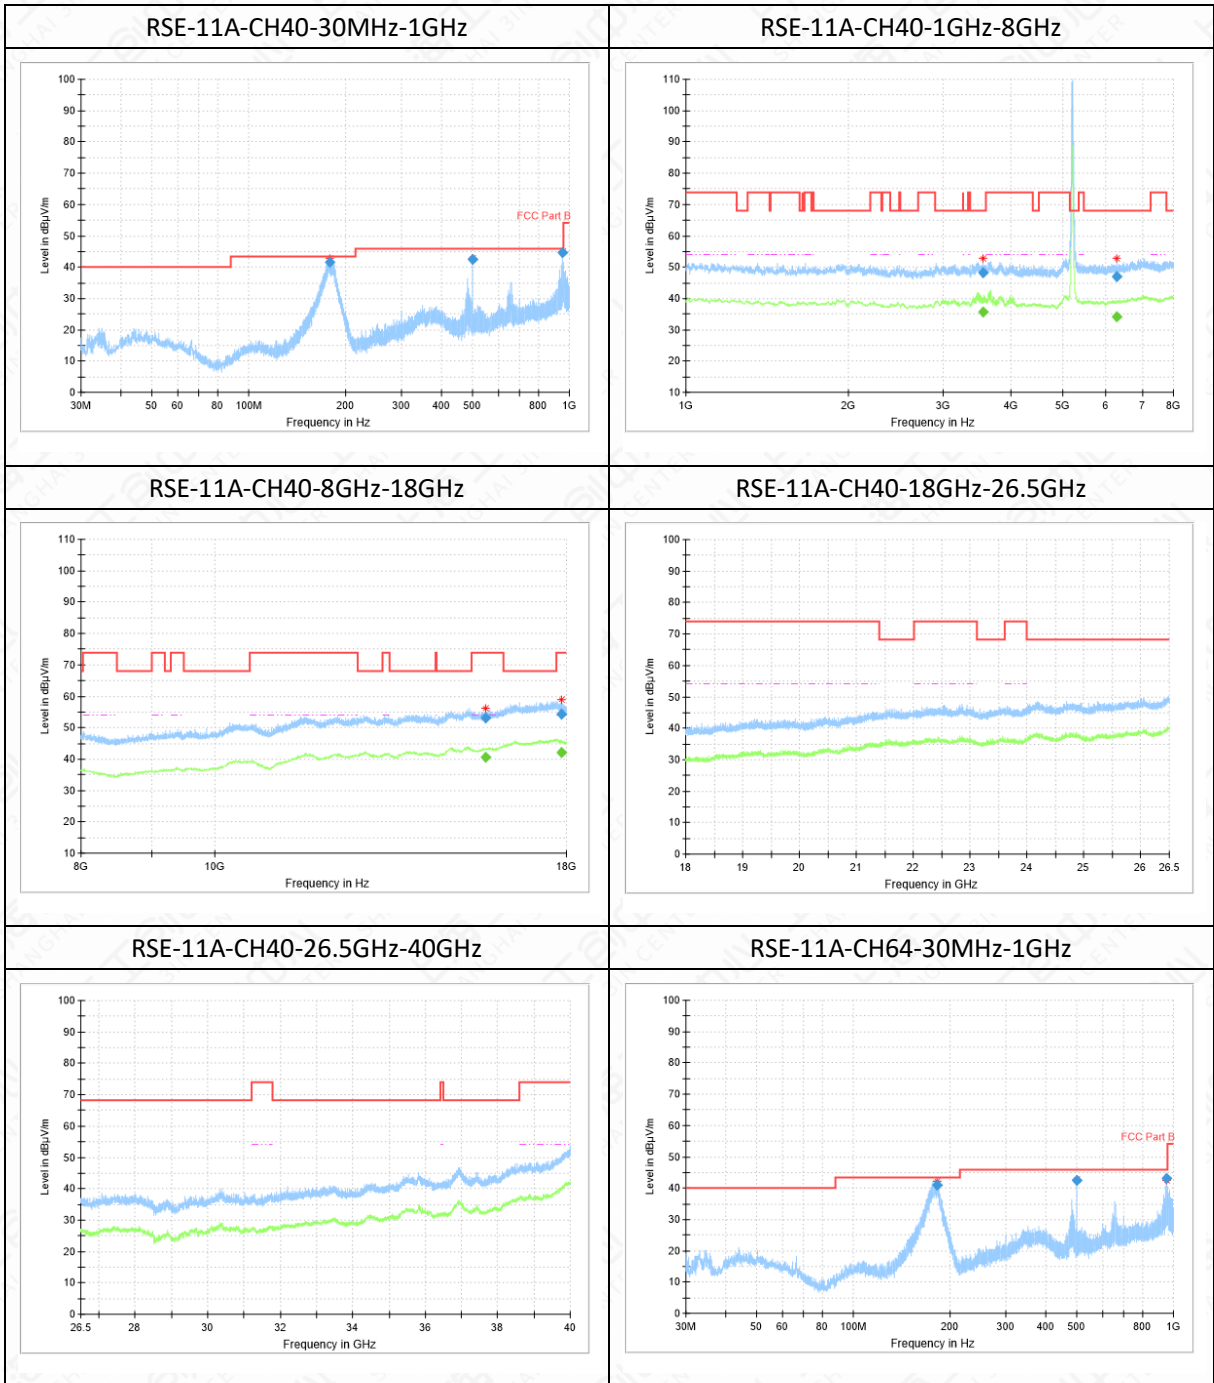 RSE-11A-CH40-30MHz-1GHz
RSE-11A-CH40-1GHz-8GHz
100
90
80
70
60
50
40
30
20
10
0
Level in dBµV/m
FCC Part B
30M 50 60 80 100M 200 300 400 500 800 1G
Frequency in Hz
110
100
90
80
70
60
50
40
30
20
10
Level in dBµV/m
1G 2G 3G 4G 5G 6 7 8G
Frequency in Hz
RSE-11A-CH40-8GHz-18GHz
RSE-11A-CH40-18GHz-26.5GHz
110
100
90
80
70
60
50
40
30
20
10
Level in dBµV/m
8G 10G 18G
Frequency in Hz
100
90
80
70
60
50
40
30
20
10
0
Level in dBµV/m
18 19 20 21 22 23 24 25 26 26.5
Frequency in GHz
RSE-11A-CH40-26.5GHz-40GHz
RSE-11A-CH64-30MHz-1GHz
100
90
80
70
60
50
40
30
20
10
0
Level in dBµV/m
26.5 28 30 32 34 36 38 40
Frequency in GHz
100
90
80
70
60
50
40
30
20
10
0
Level in dBµV/m
FCC Part B
30M 50 60 80 100M 200 300 400 500 800 1G
Frequency in Hz